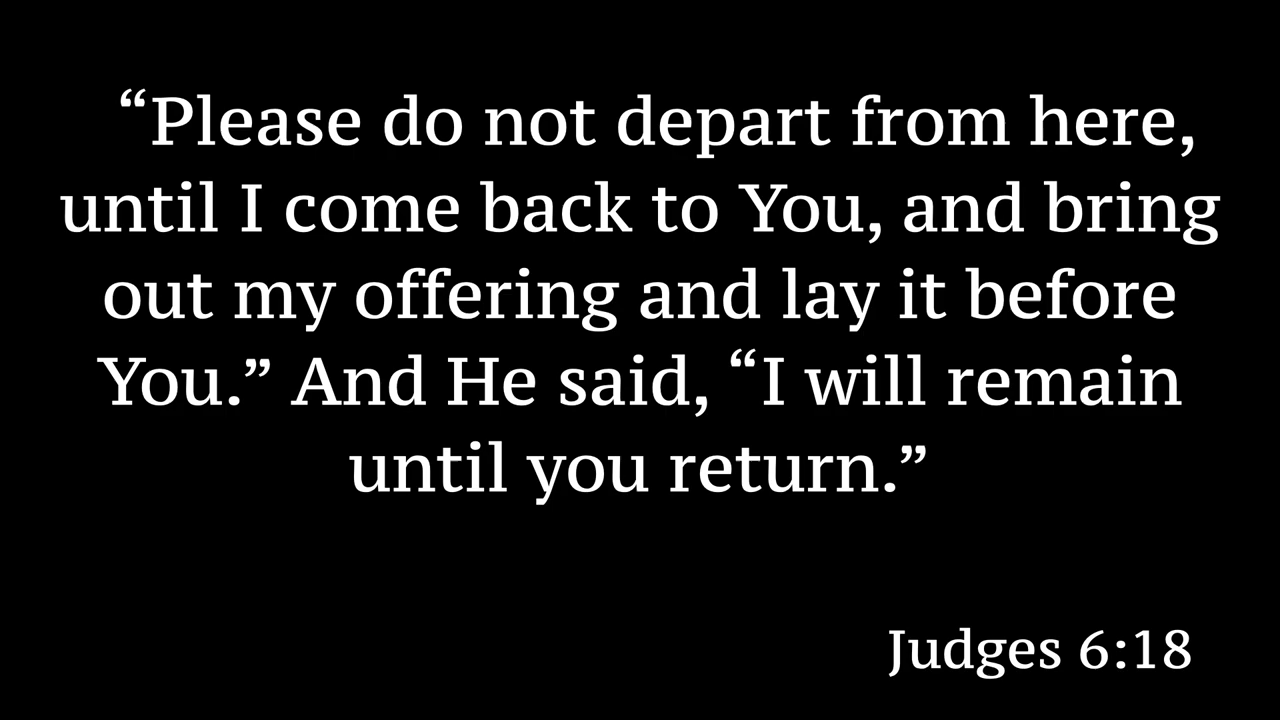 “Please do not depart from here,
until I come back to You, and bring
out my offering and lay it before
You.” And He said, “I will remain
until you return.”
Judges 6:18